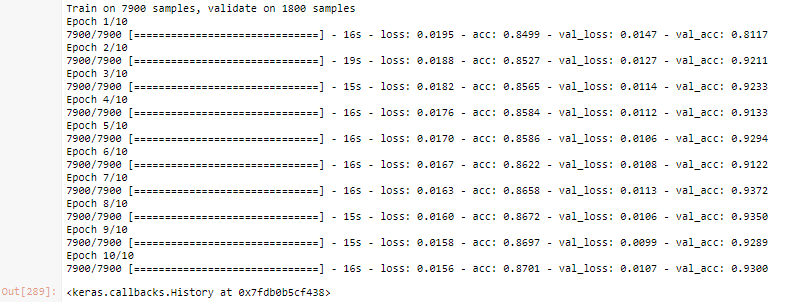 Train on 7900 samples, validate on 1800 samples
Epoch 1/10
7900/7900 [==============================] - 16s - loss: 0.0195 - acc: 0.8499 - val_loss: 0.0147 - val_acc: 0.8117
Epoch 2/10
7900/7900 [==============================] - 19s - loss: 0.0188 - acc: 0.8527 - val_loss: 0.0127 - val_acc: 0.9211
Epoch 3/10
7900/7900 [==============================] - 15s - loss: 0.0182 - acc: 0.8565 - val_loss: 0.0114 - val_acc: 0.9233
Epoch 4/10
7900/7900 [==============================] - 16s - loss: 0.0176 - acc: 0.8584 - val_loss: 0.0112 - val_acc: 0.9133
Epoch 5/10
7900/7900 [==============================] - 16s - loss: 0.0170 - acc: 0.8586 - val_loss: 0.0106 - val_acc: 0.9294
Epoch 6/10
7900/7900 [==============================] - 16s - loss: 0.0167 - acc: 0.8622 - val_loss: 0.0108 - val_acc: 0.9122
Epoch 7/10
7900/7900 [==============================] - 16s - loss: 0.0163 - acc: 0.8658 - val_loss: 0.0113 - val_acc: 0.9372
Epoch 8/10
7900/7900 [==============================] - 15s - loss: 0.0160 - acc: 0.8672 - val_loss: 0.0106 - val_acc: 0.9350
Epoch 9/10
7900/7900 [==============================] - 15s - loss: 0.0158 - acc: 0.8697 - val_loss: 0.0099 - val_acc: 0.9289
Epoch 10/10
7900/7900 [==============================] - 16s - loss: 0.0156 - acc: 0.8701 - val_loss: 0.0107 - val_acc: 0.9300
Out[289]: <keras.callbacks.History at 0x7fdb0b5cf438>